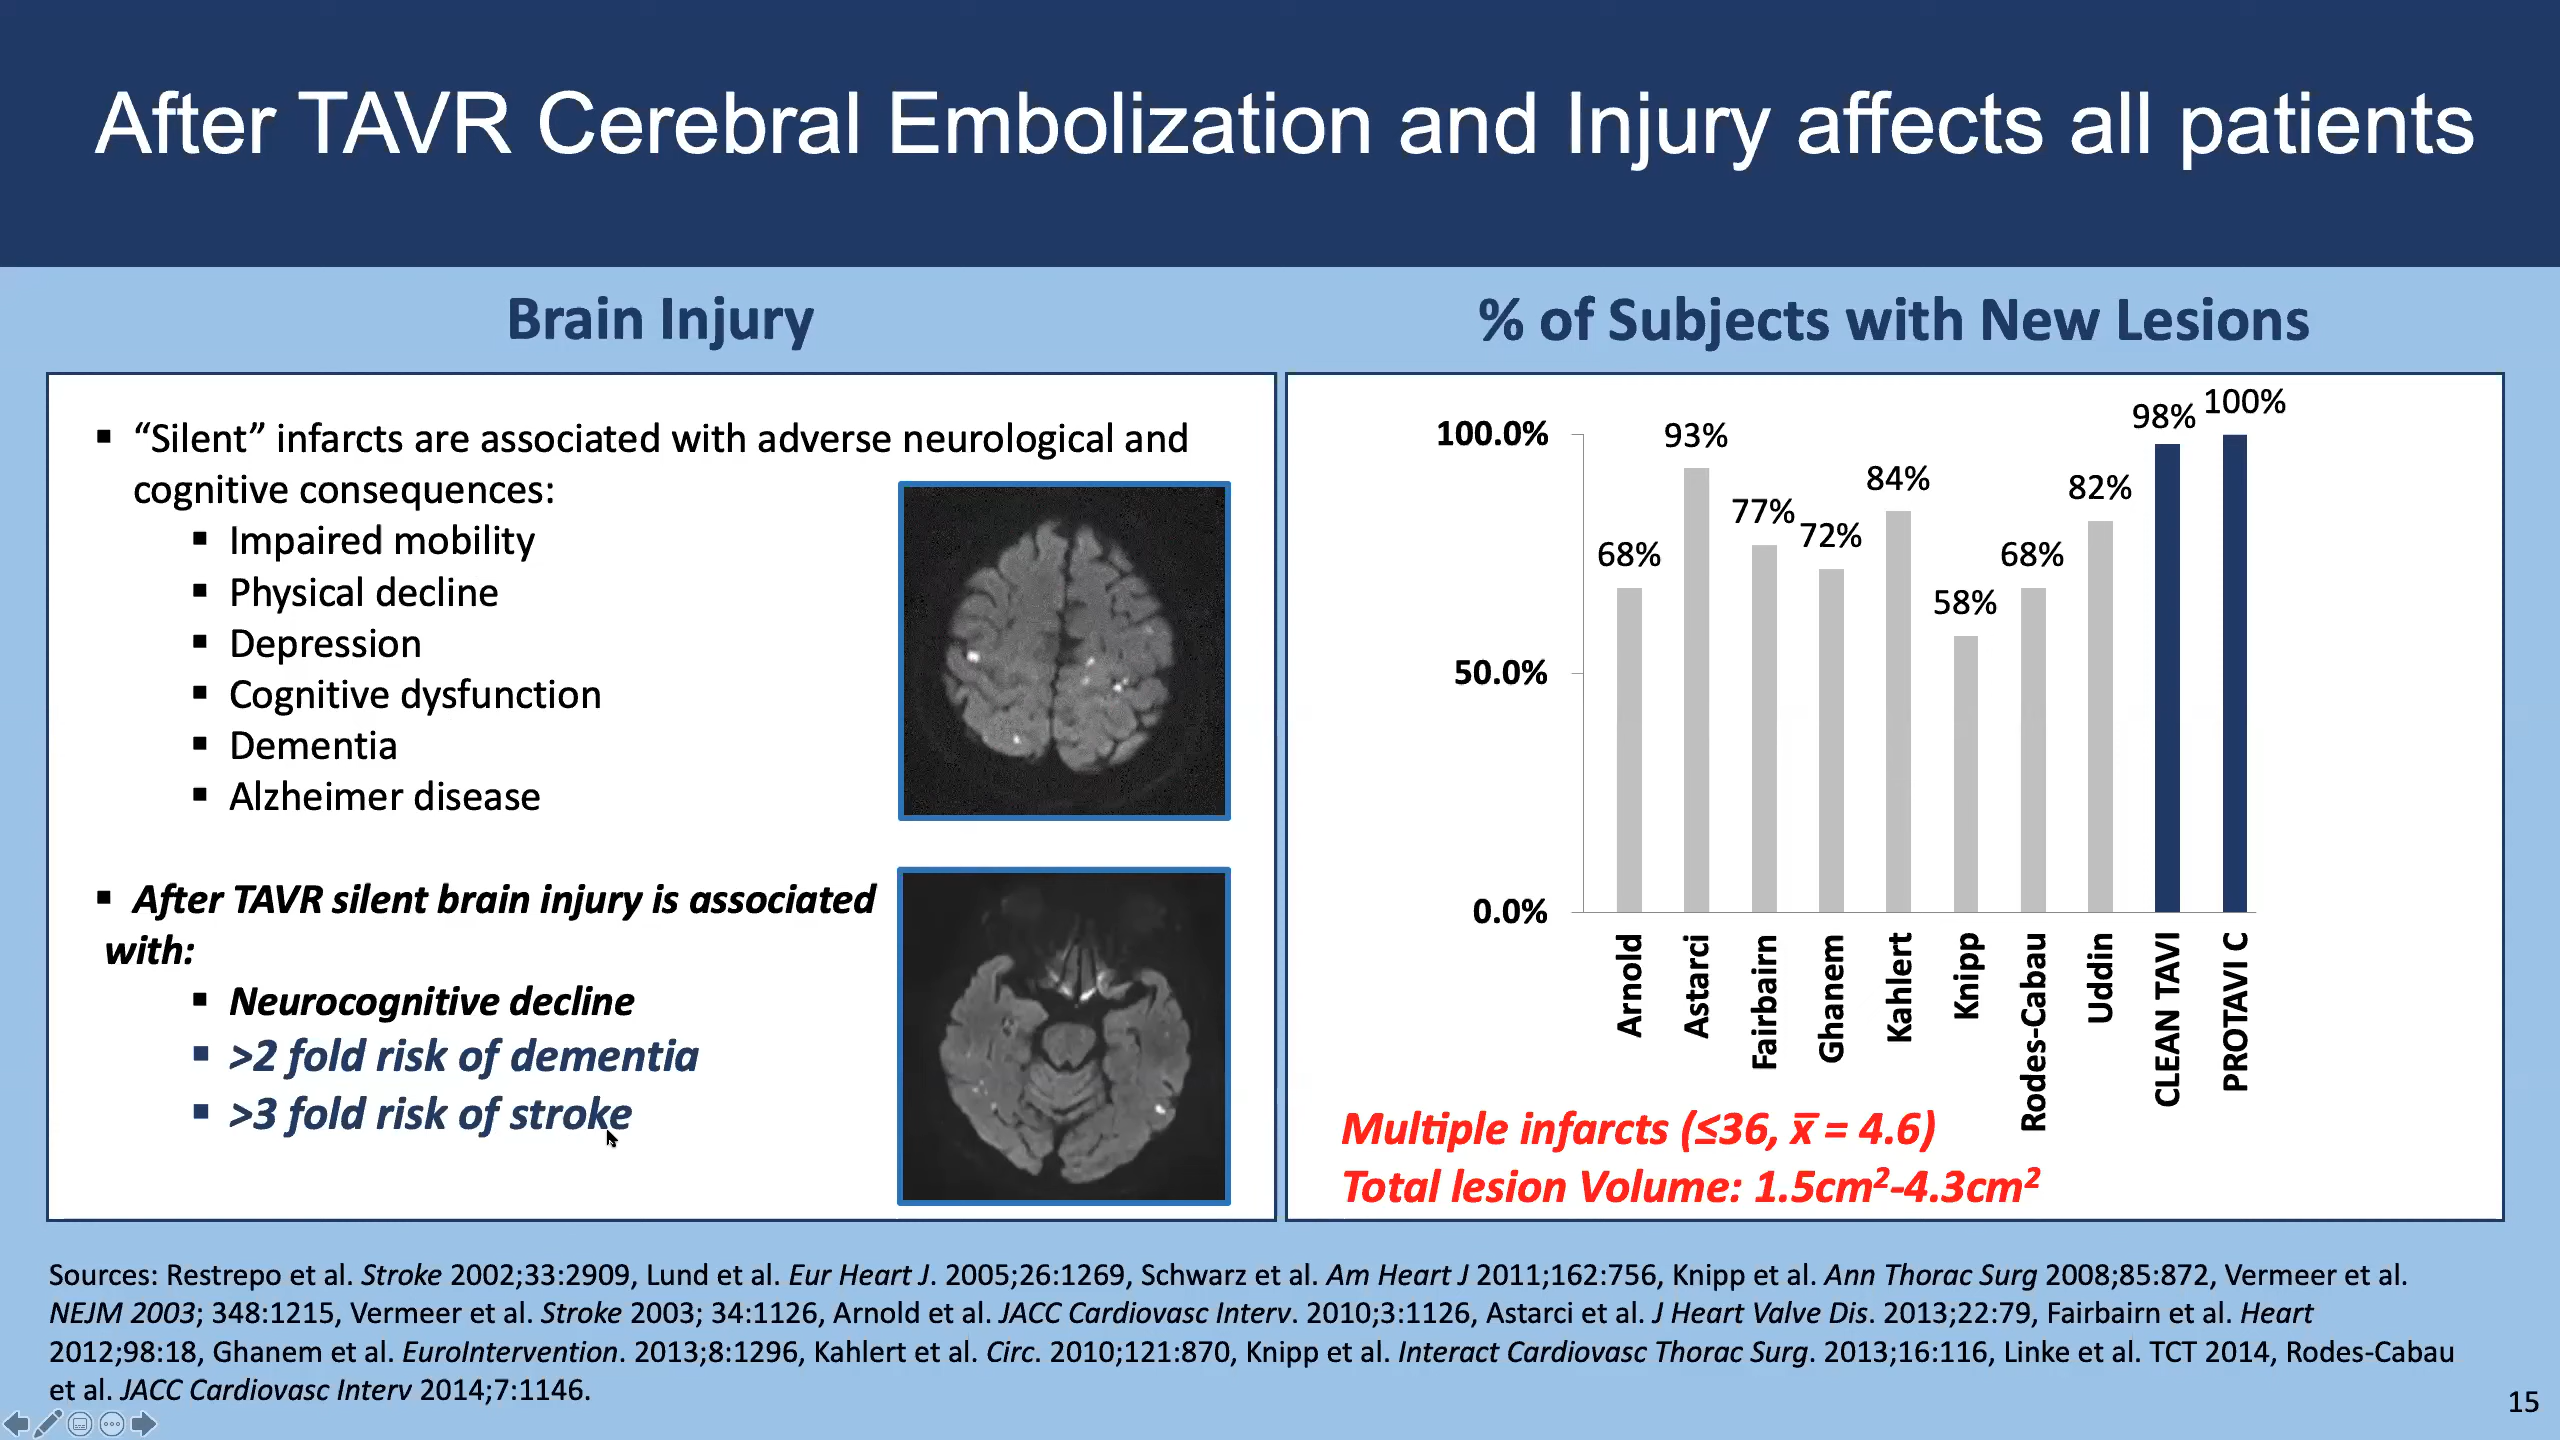 After TAVR Cerebral Embolization and Injury affects all patients
Brain Injury
▪ “Silent” infarcts are associated with adverse neurological and
cognitive consequences:
▪ Impaired mobility
▪ Physical decline
▪ Depression
▪ Cognitive dysfunction
▪ Dementia
▪ Alzheimer disease
▪ After TAVR silent brain injury is associated
with:
▪ Neurocognitive decline
▪ >2 fold risk of dementia
▪ >3 fold risk of stroke
% of Subjects with New Lesions
100.0%
50.0%
0.0%
68%
93%
77%
72%
84%
58%
68%
82%
98%
100%
Arnold
Astarci
Fairbairn
Ghanem
Kahlert
Knipp
Rodes-Cabau
Uddin
CLEAN TAVI
PROTAVI C
Multiple infarcts (≤36, x̅ = 4.6)
Total lesion Volume: 1.5cm²-4.3cm²
Sources: Restrepo et al. Stroke 2002;33:2909, Lund et al. Eur Heart J. 2005;26:1269, Schwarz et al. Am Heart J 2011;162:756, Knipp et al. Ann Thorac Surg 2008;85:872, Vermeer et al.
NEJM 2003; 348:1215, Vermeer et al. Stroke 2003; 34:1126, Arnold et al. JACC Cardiovasc Interv. 2010;3:1126, Astarci et al. J Heart Valve Dis. 2013;22:79, Fairbairn et al. Heart
2012;98:18, Ghanem et al. EuroIntervention. 2013;8:1296, Kahlert et al. Circ. 2010;121:870, Knipp et al. Interact Cardiovasc Thorac Surg. 2013;16:116, Linke et al. TCT 2014, Rodes-Cabau
et al. JACC Cardiovasc Interv 2014;7:1146.
15